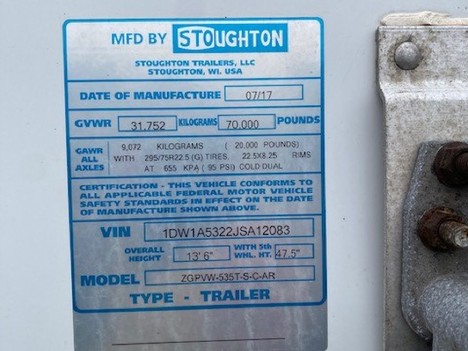 MFD BY STOUGHTON
STOUGHTON TRAILERS, LLC
STOUGHTON, WI. USA
DATE OF MANUFACTURE 07/17
GVWR 31,752 KILOGRAMS 70,000 POUNDS
GAWR ALL AXLES
9,072 KILOGRAMS ( 20,000 POUNDS)
WITH 295/75R22.5 (G) TIRES, 22.5X8.25 RIMS
AT 655 KPA ( 95 PSI) COLD DUAL
CERTIFICATION - THIS VEHICLE CONFORMS TO
ALL APPLICABLE FEDERAL MOTOR VEHICLE
SAFETY STANDARDS IN EFFECT ON DATE OF
MANUFACTURE SHOWN ABOVE.
VIN 1DW1A5322JSA12083
OVERALL HEIGHT 13' 6" WITH 5th WHL. HT. 47.5"
MODEL ZGPVW-535T-S-C-AR
TYPE - TRAILER